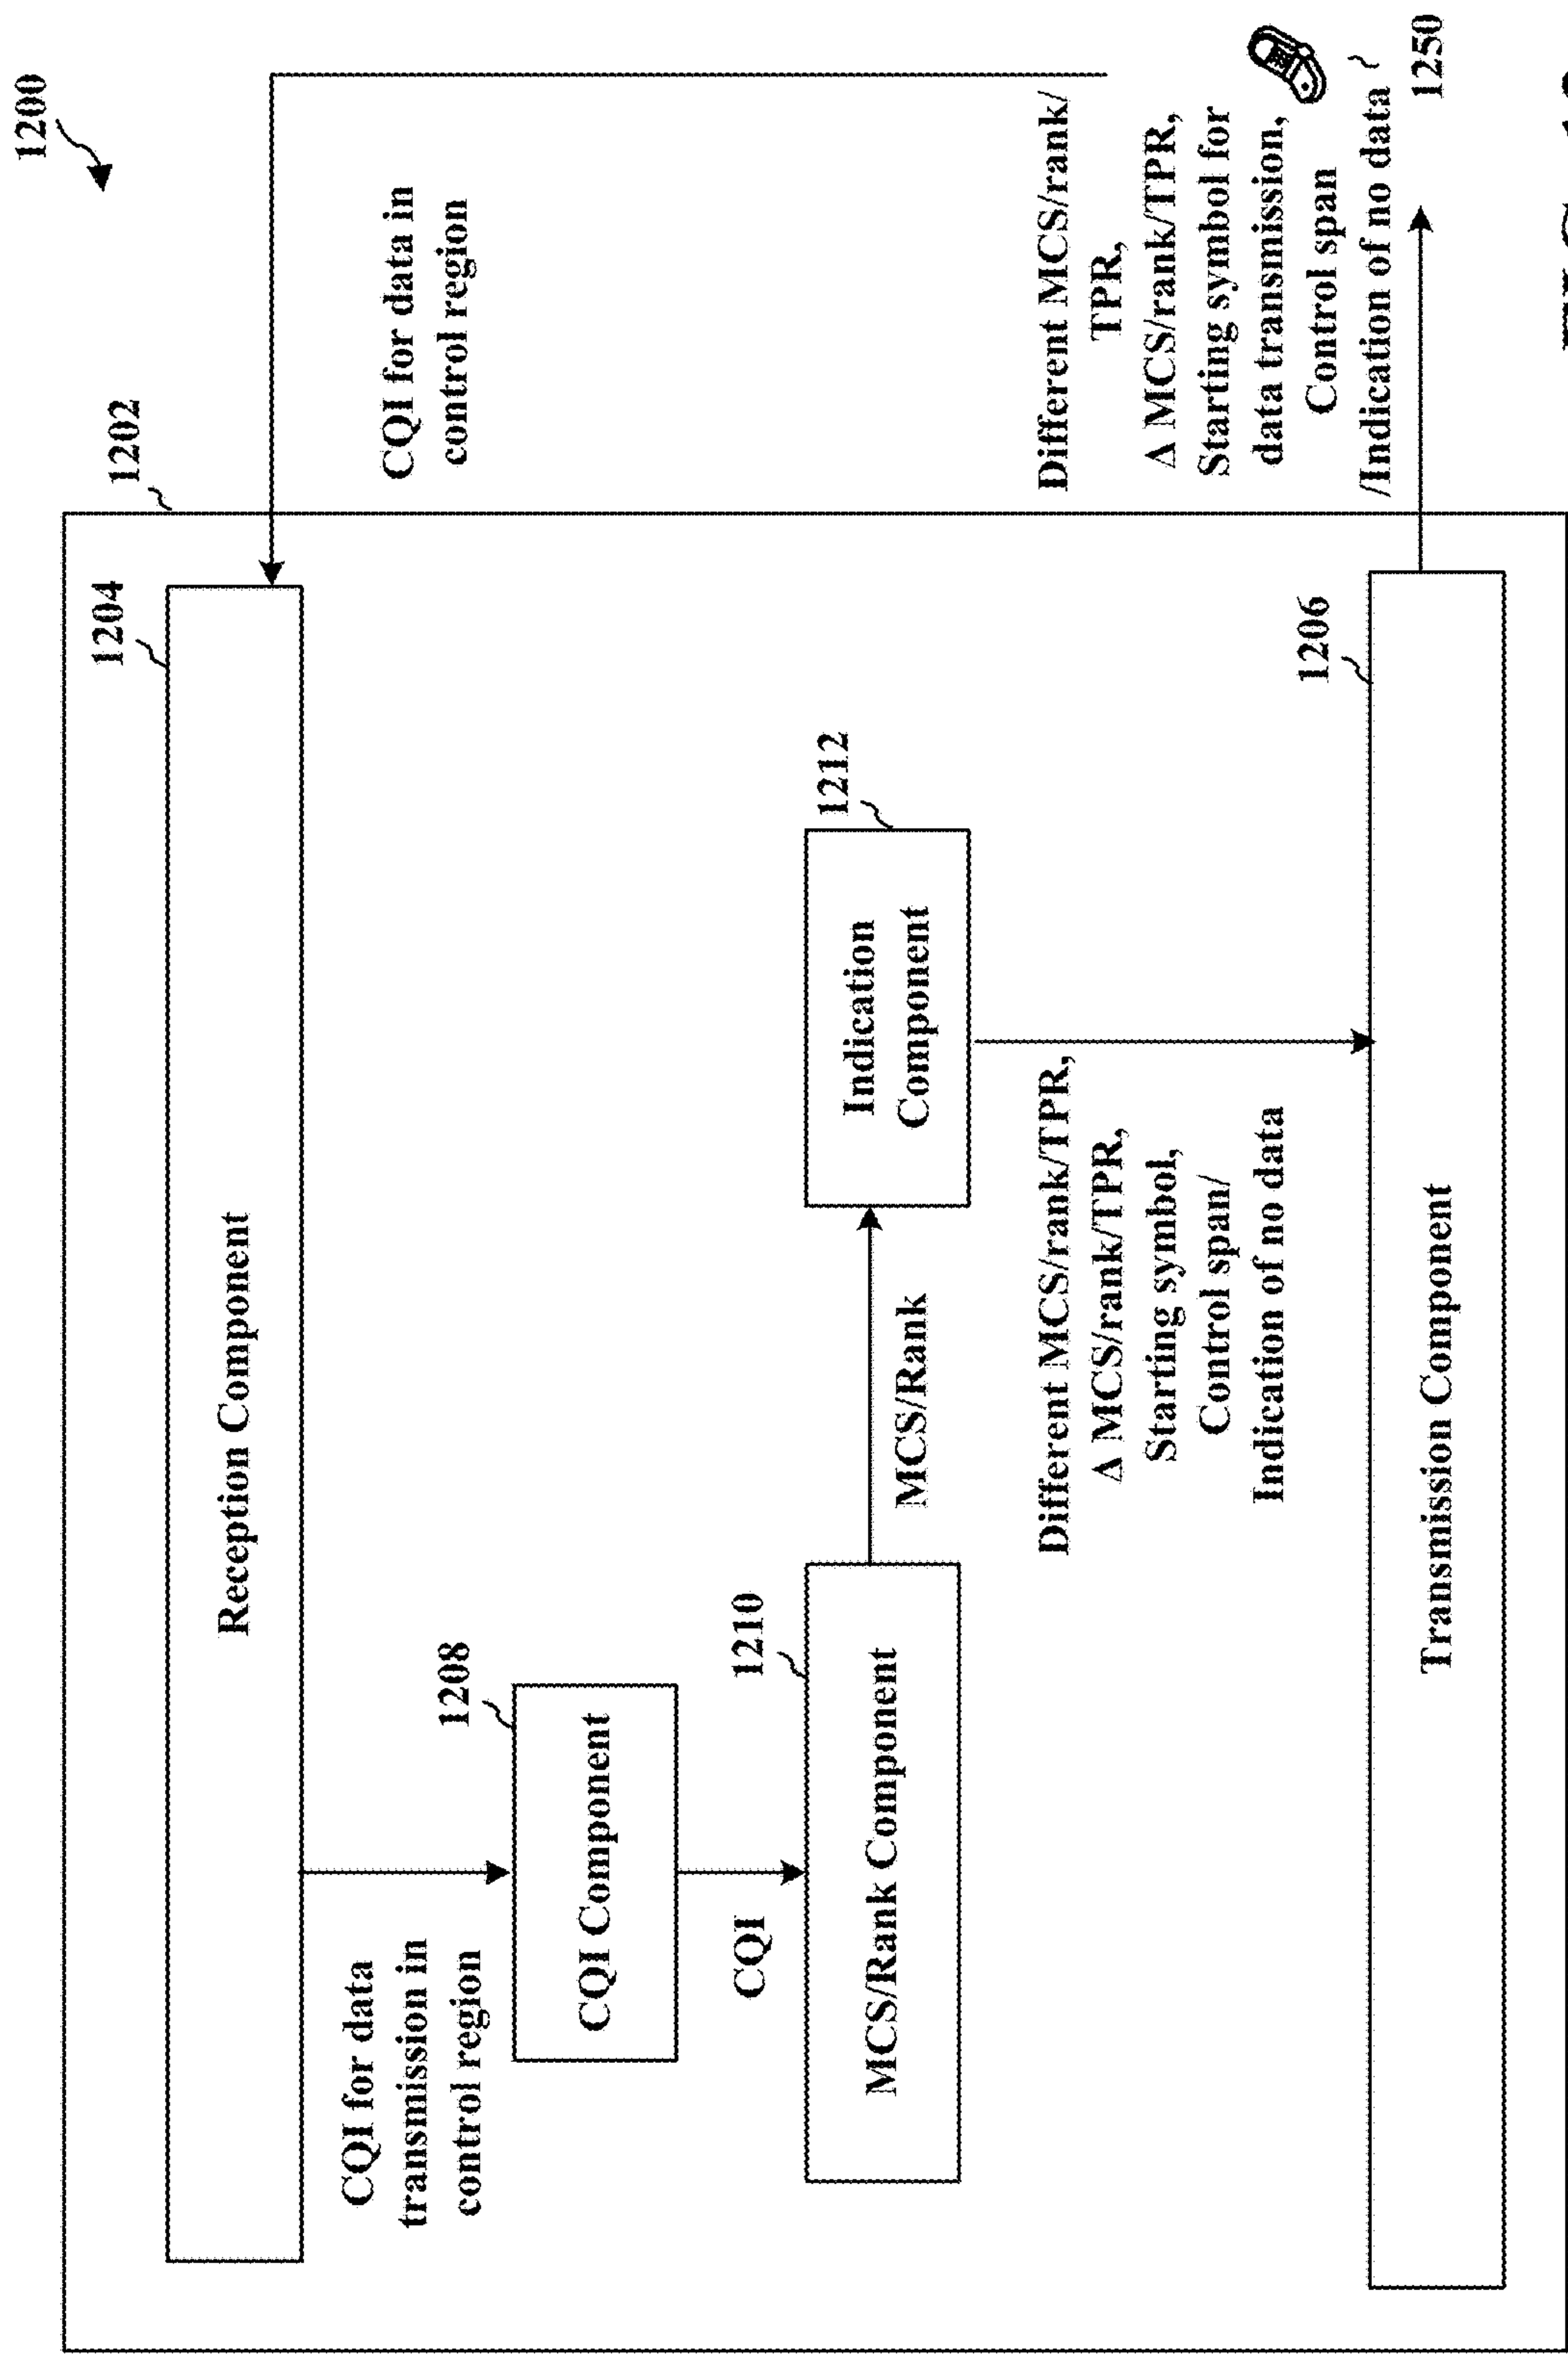 1200
1202
1204
Reception Component
CQI for data in
control region
CQI for data
transmission in
control region
1208
CQI Component
CQI
1210
MCS/Rank Component
MCS/Rank
1212
Indication
Component
Different MCS/rank/TPR,
Δ MCS/rank/TPR,
Starting symbol,
Control span/
Indication of no data
1206
Transmission Component
Different MCS/rank/
TPR,
Δ MCS/rank/TPR,
Starting symbol for
data transmission,
Control span
/Indication of no data
1250